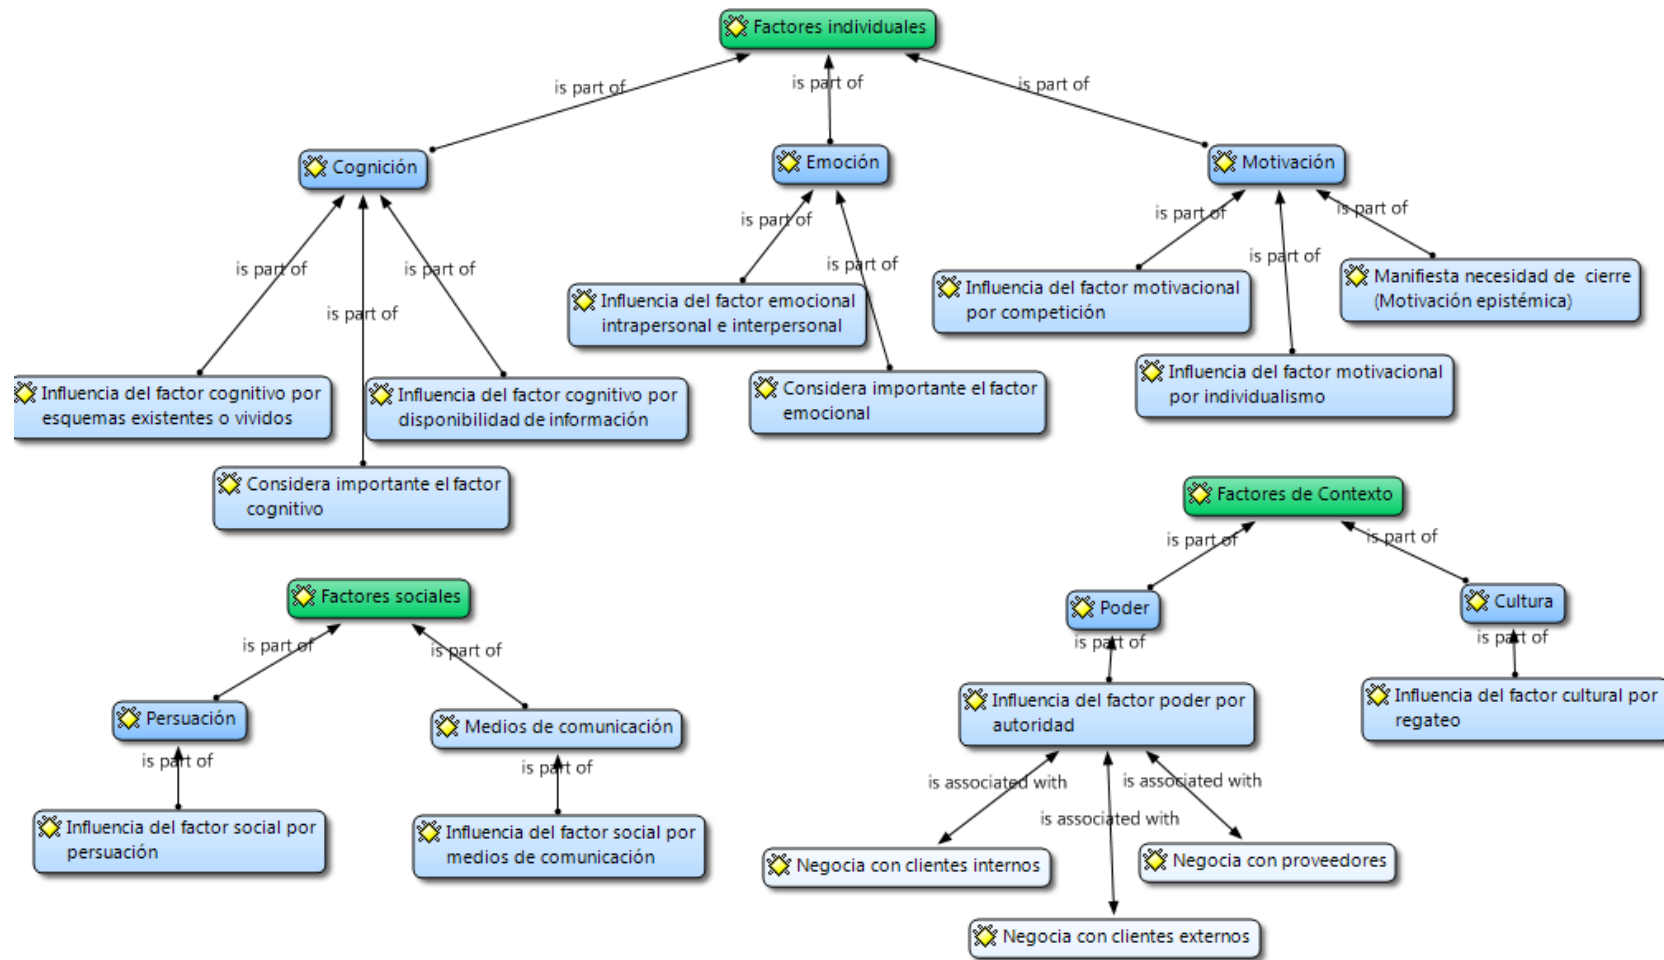 Factores individuales
is part of
is part of
is part of
Cognición
Emoción
Motivación
is part of
is part of
is part of
is part of
is part of
is part of
is part of
is part of
Influencia del factor emocional
intrapersonal e interpersonal
Influencia del factor motivacional
por competición
Manifiesta necesidad de  cierre
(Motivación epistémica)
Influencia del factor cognitivo por
esquemas existentes o vividos
Influencia del factor cognitivo por
disponibilidad de información
Considera importante el factor
emocional
Influencia del factor motivacional
por individualismo
Considera importante el factor
cognitivo
Factores de Contexto
is part of
is part of
Poder
Cultura
is part of
is part of
Influencia del factor poder por
autoridad
Influencia del factor cultural por
regateo
is associated with
is associated with
is associated with
Negocia con clientes internos
Negocia con proveedores
Negocia con clientes externos
Factores sociales
is part of
is part of
Persuación
Medios de comunicación
is part of
is part of
Influencia del factor social por
persuación
Influencia del factor social por
medios de comunicación